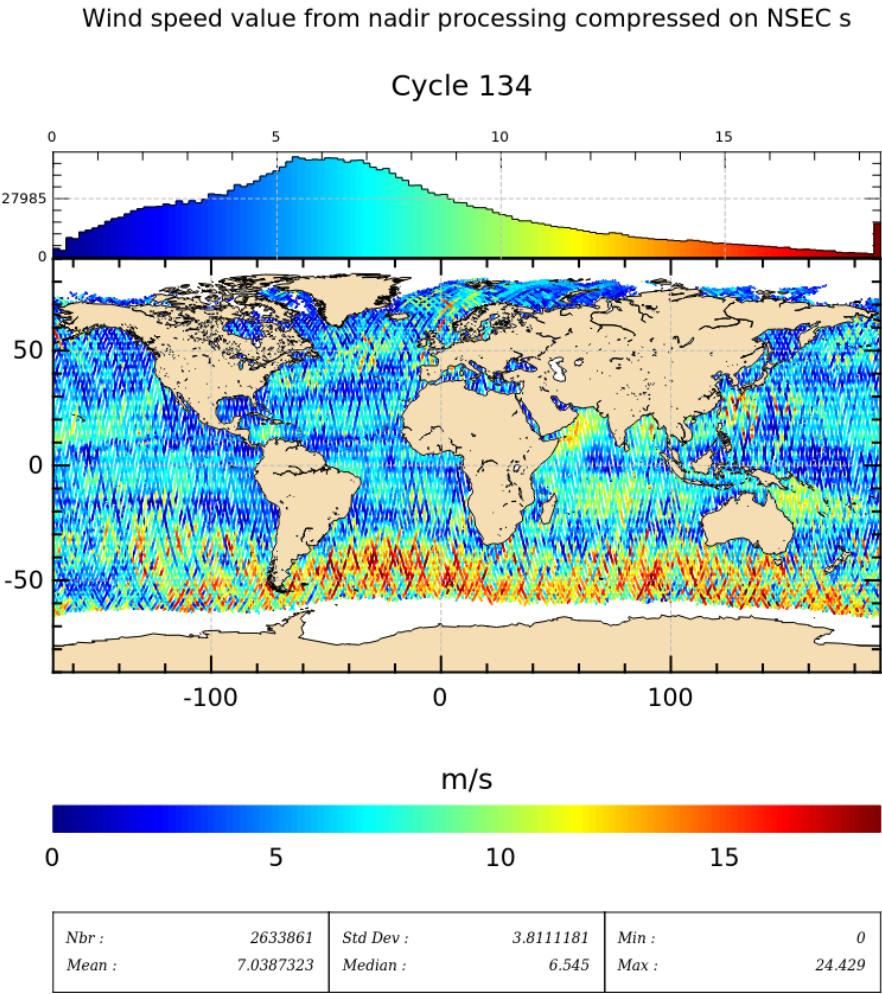 Wind speed value from nadir processing compressed on NSEC s
Cycle 134
0 5 10 15
27985
0
50
0
-50
-100 0 100
m/s
0 5 10 15
Nbr : 2633861 Std Dev : 3.8111181 Min : 0
Mean : 7.0387323 Median : 6.545 Max : 24.429